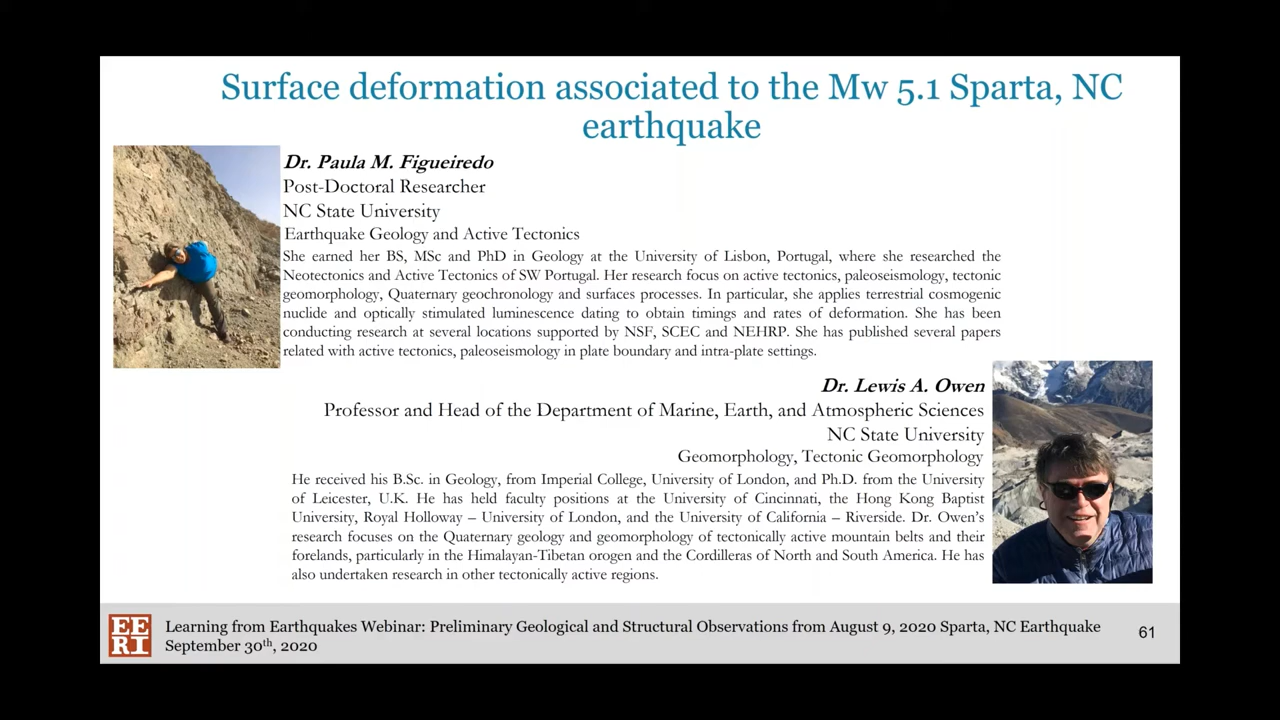 Surface deformation associated to the Mw 5.1 Sparta, NC
earthquake
Dr. Paula M. Figueiredo
Post-Doctoral Researcher
NC State University
Earthquake Geology and Active Tectonics
She earned her BS, MSc and PhD in Geology at the University of Lisbon, Portugal, where she researched the
Neotectonics and Active Tectonics of SW Portugal. Her research focus on active tectonics, paleoseismology, tectonic
geomorphology, Quaternary geochronology and surfaces processes. In particular, she applies terrestrial cosmogenic
nuclide and optically stimulated luminescence dating to obtain timings and rates of deformation. She has been
conducting research at several locations supported by NSF, SCEC and NEHRP. She has published several papers
related with active tectonics, paleoseismology in plate boundary and intra-plate settings.
Dr. Lewis A. Owen
Professor and Head of the Department of Marine, Earth, and Atmospheric Sciences
NC State University
Geomorphology, Tectonic Geomorphology
He received his B.Sc. in Geology, from Imperial College, University of London, and Ph.D. from the University
of Leicester, U.K. He has held faculty positions at the University of Cincinnati, the Hong Kong Baptist
University, Royal Holloway – University of London, and the University of California – Riverside. Dr. Owen's
research focuses on the Quaternary geology and geomorphology of tectonically active mountain belts and their
forelands, particularly in the Himalayan-Tibetan orogen and the Cordilleras of North and South America. He has
also undertaken research in other tectonically active regions.
EE
RI
Learning from Earthquakes Webinar: Preliminary Geological and Structural Observations from August 9, 2020 Sparta, NC Earthquake
September 30th, 2020
61